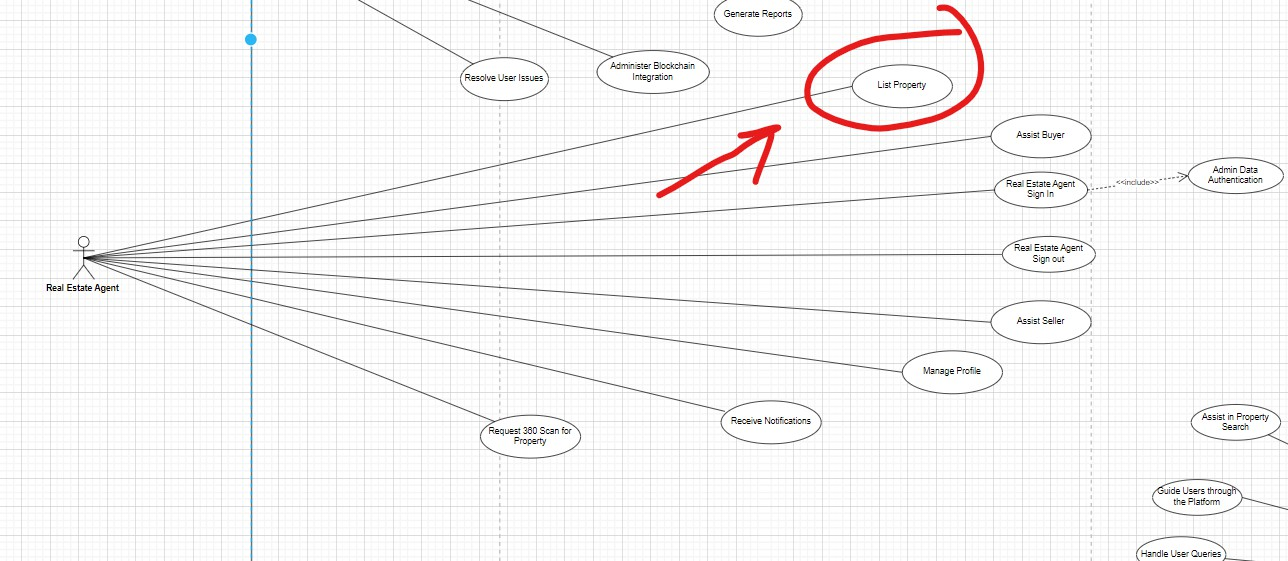 Generate Reports
Resolve User Issues
Administer Blockchain
Integration
List Property
Assist Buyer
Real Estate Agent
Sign In
<<include>>
Admin Data
Authentication
Real Estate Agent
Sign out
Real Estate Agent
Assist Seller
Manage Profile
Receive Notifications
Request 360 Scan for
Property
Assist in Property
Search
Guide Users through
the Platform
Handle User Queries